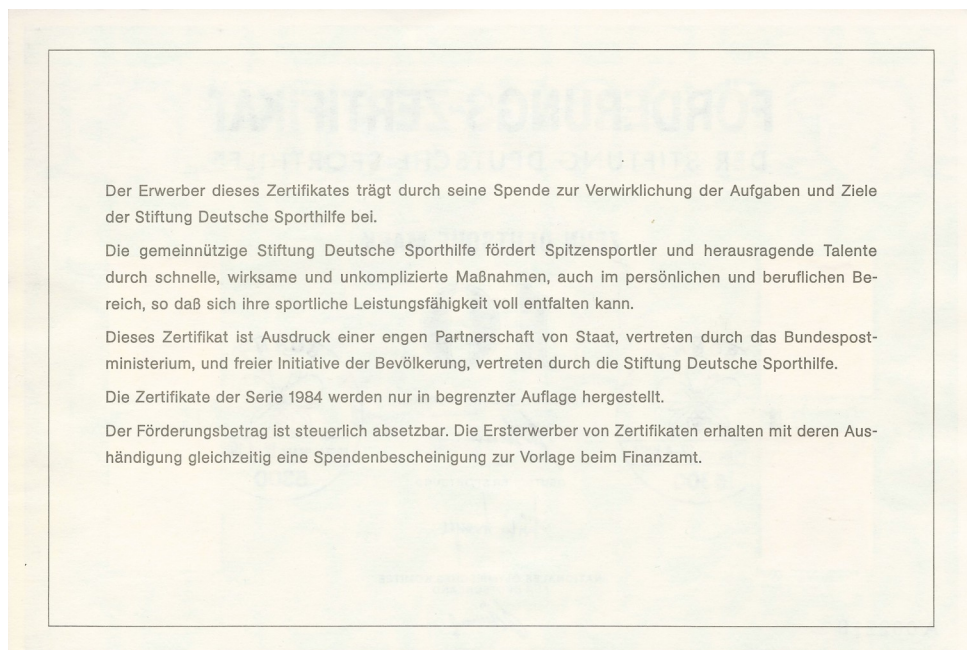 Der Erwerber dieses Zertifikates trägt durch seine Spende zur Verwirklichung der Aufgaben und Ziele
der Stiftung Deutsche Sporthilfe bei.
Die gemeinnützige Stiftung Deutsche Sporthilfe fördert Spitzensportler und herausragende Talente
durch schnelle, wirksame und unkomplizierte Maßnahmen, auch im persönlichen und beruflichen Be-
reich, so daß sich ihre sportliche Leistungsfähigkeit voll entfalten kann.
Dieses Zertifikat ist Ausdruck einer engen Partnerschaft von Staat, vertreten durch das Bundespost-
ministerium, und freier Initiative der Bevölkerung, vertreten durch die Stiftung Deutsche Sporthilfe.
Die Zertifikate der Serie 1984 werden nur in begrenzter Auflage hergestellt.
Der Förderungsbetrag ist steuerlich absetzbar. Die Ersterwerber von Zertifikaten erhalten mit deren Aus-
händigung gleichzeitig eine Spendenbescheinigung zur Vorlage beim Finanzamt.